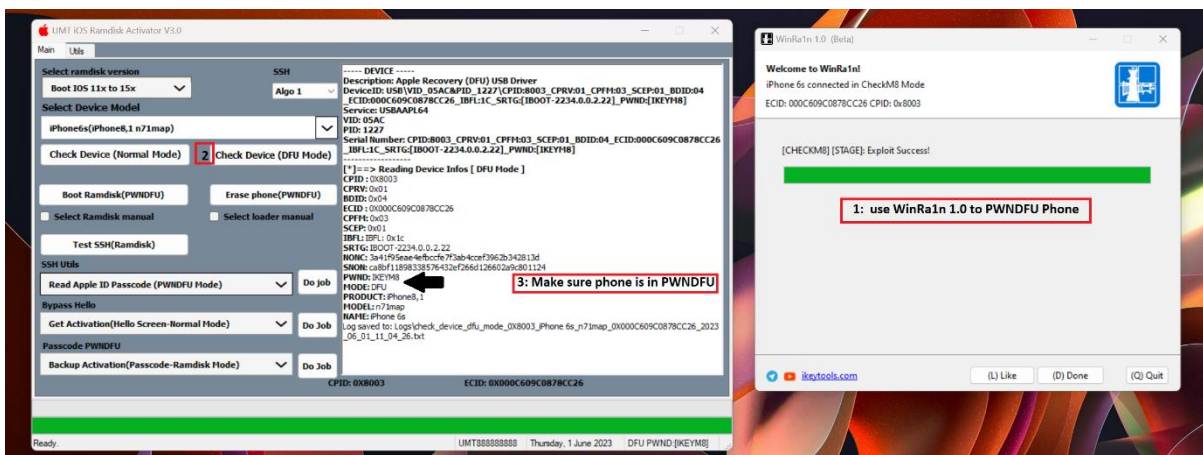 UMT iOS Ramdisk Activator V3.0
Main Utils
Select ramdisk version SSH
Boot IOS 11x to 15x Algo 1
Select Device Model
iPhone6s(iPhone8,1 n71map)
Check Device (Normal Mode) 2 Check Device (DFU Mode)
Boot Ramdisk(PWNDFU) Erase phone(PWNDFU)
Select Ramdisk manual Select loader manual
Test SSH(Ramdisk)
SSH Utils
Read Apple ID Passcode (PWNDFU Mode) Do job
Bypass Hello
Get Activation(Hello Screen-Normal Mode) Do Job
Passcode PWNDFU
Backup Activation(Passcode-Ramdisk Mode) Do Job
----- DEVICE -----
Description: Apple Recovery (DFU) USB Driver
DeviceID: USB\VID_05AC&PID_1227\CPID:8003_CPRV:01_CPFM:03_SCEP:01_BDID:04
_ECID:000C609C0878CC26_IBFL:1C_SRTG:[IBOOT-2234.0.0.2.22]_PWND:[IKEYM8]
Service: USBAAPL64
VID: 05AC
PID: 1227
Serial Number: CPID:8003_CPRV:01_CPFM:03_SCEP:01_BDID:04_ECID:000C609C0878CC26
_IBFL:1C_SRTG:[IBOOT-2234.0.0.2.22]_PWND:[IKEYM8]
------------------
[*]==> Reading Device Infos [ DFU Mode ]
CPID : 0X8003
CPRV: 0x01
BDID: 0x04
ECID : 0X000C609C0878CC26
CPFM: 0x03
SCEP: 0x01
IBFL: IBFL: 0x1c
SRTG: IBOOT-2234.0.0.2.22
NONC: 3a41f95eae4efbccfe7f3ab4ccef3962b342813d
SNON: ca8bf11898338576432ef266d126602a9c801124
PWND: IKEYM8
MODE: DFU
PRODUCT: iPhone8,1
MODEL: n71map
NAME: iPhone 6s
Log saved to: Logs\check_device_dfu_mode_0X8003_iPhone 6s_n71map_0X000C609C0878CC26_2023
_06_01_11_04_26.txt
3: Make sure phone is in PWNDFU
CPID: 0X8003 ECID: 0X000C609C0878CC26
Ready. UMT888888888 Thursday, 1 June 2023 DFU PWND:[IKEYM8]
WinRa1n 1.0 (Beta)
Welcome to WinRa1n!
iPhone 6s connected in CheckM8 Mode
ECID: 000C609C0878CC26 CPID: 0x8003
[CHECKM8] [STAGE]: Exploit Success!
1: use WinRa1n 1.0 to PWNDFU Phone
ikeytools.com (L) Like (D) Done (Q) Quit